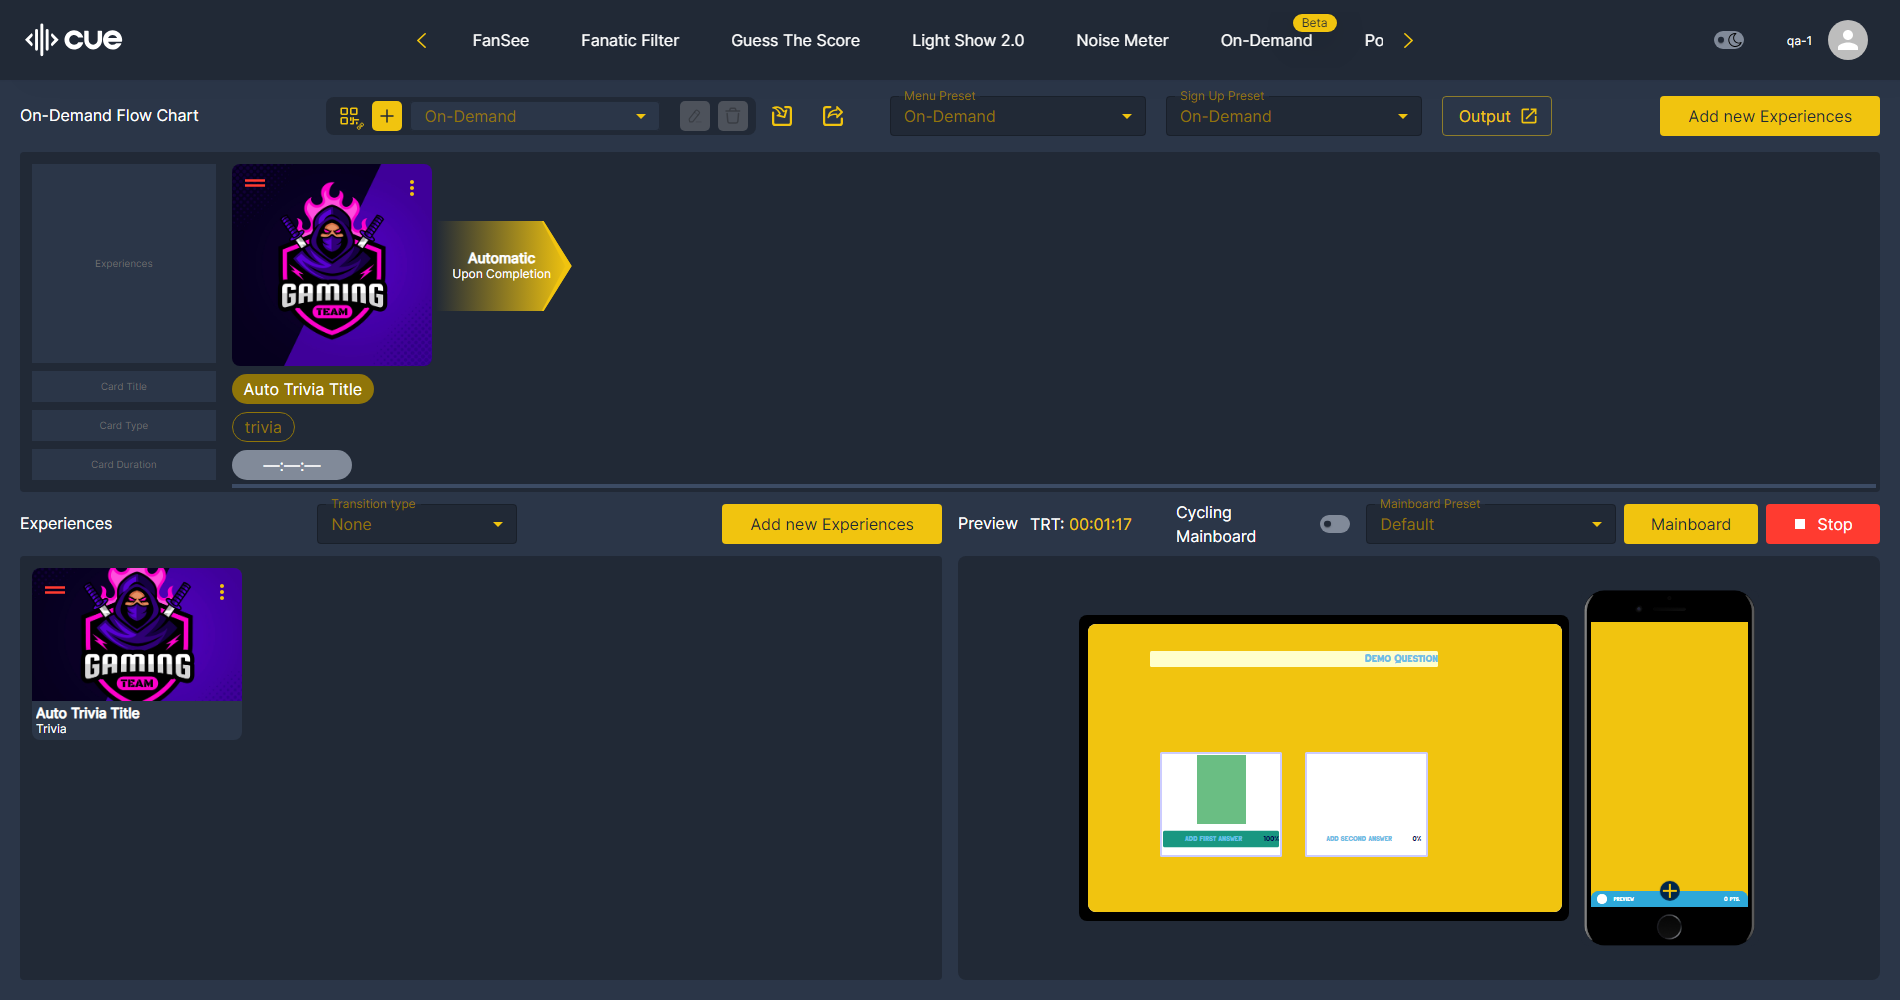 cue
FanSee
Fanatic Filter
Guess The Score
Light Show 2.0
Noise Meter
On-Demand
Beta
Po
qa-1
On-Demand Flow Chart
On-Demand
Menu Preset
On-Demand
Sign Up Preset
On-Demand
Output
Add new Experiences
Experiences
GAMING
TEAM
Automatic
Upon Completion
Card Title
Auto Trivia Title
Card Type
trivia
Card Duration
—:—:—
Experiences
Transition type
None
Add new Experiences
Preview TRT: 00:01:17
Cycling
Mainboard
Mainboard Preset
Default
Mainboard
Stop
GAMING
TEAM
Auto Trivia Title
Trivia
Demo Question
ADD FIRST ANSWER 100%
ADD SECOND ANSWER 0%
PREVIEW 0 PTS.